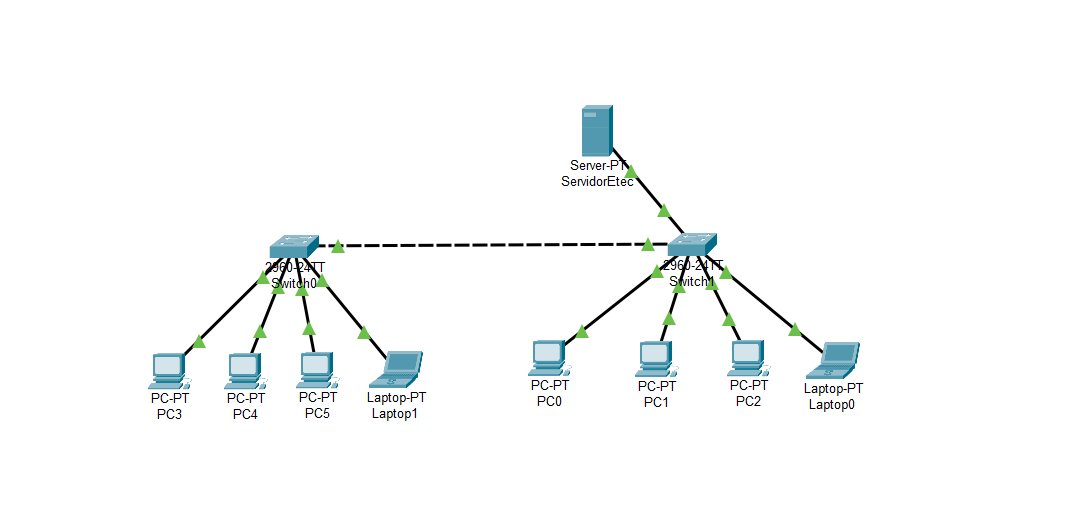 Server-PT
ServidorEtec
2960-24TT
Switch0
2960-24TT
Switch1
PC-PT
PC3
PC-PT
PC4
PC-PT
PC5
Laptop-PT
Laptop1
PC-PT
PC0
PC-PT
PC1
PC-PT
PC2
Laptop-PT
Laptop0